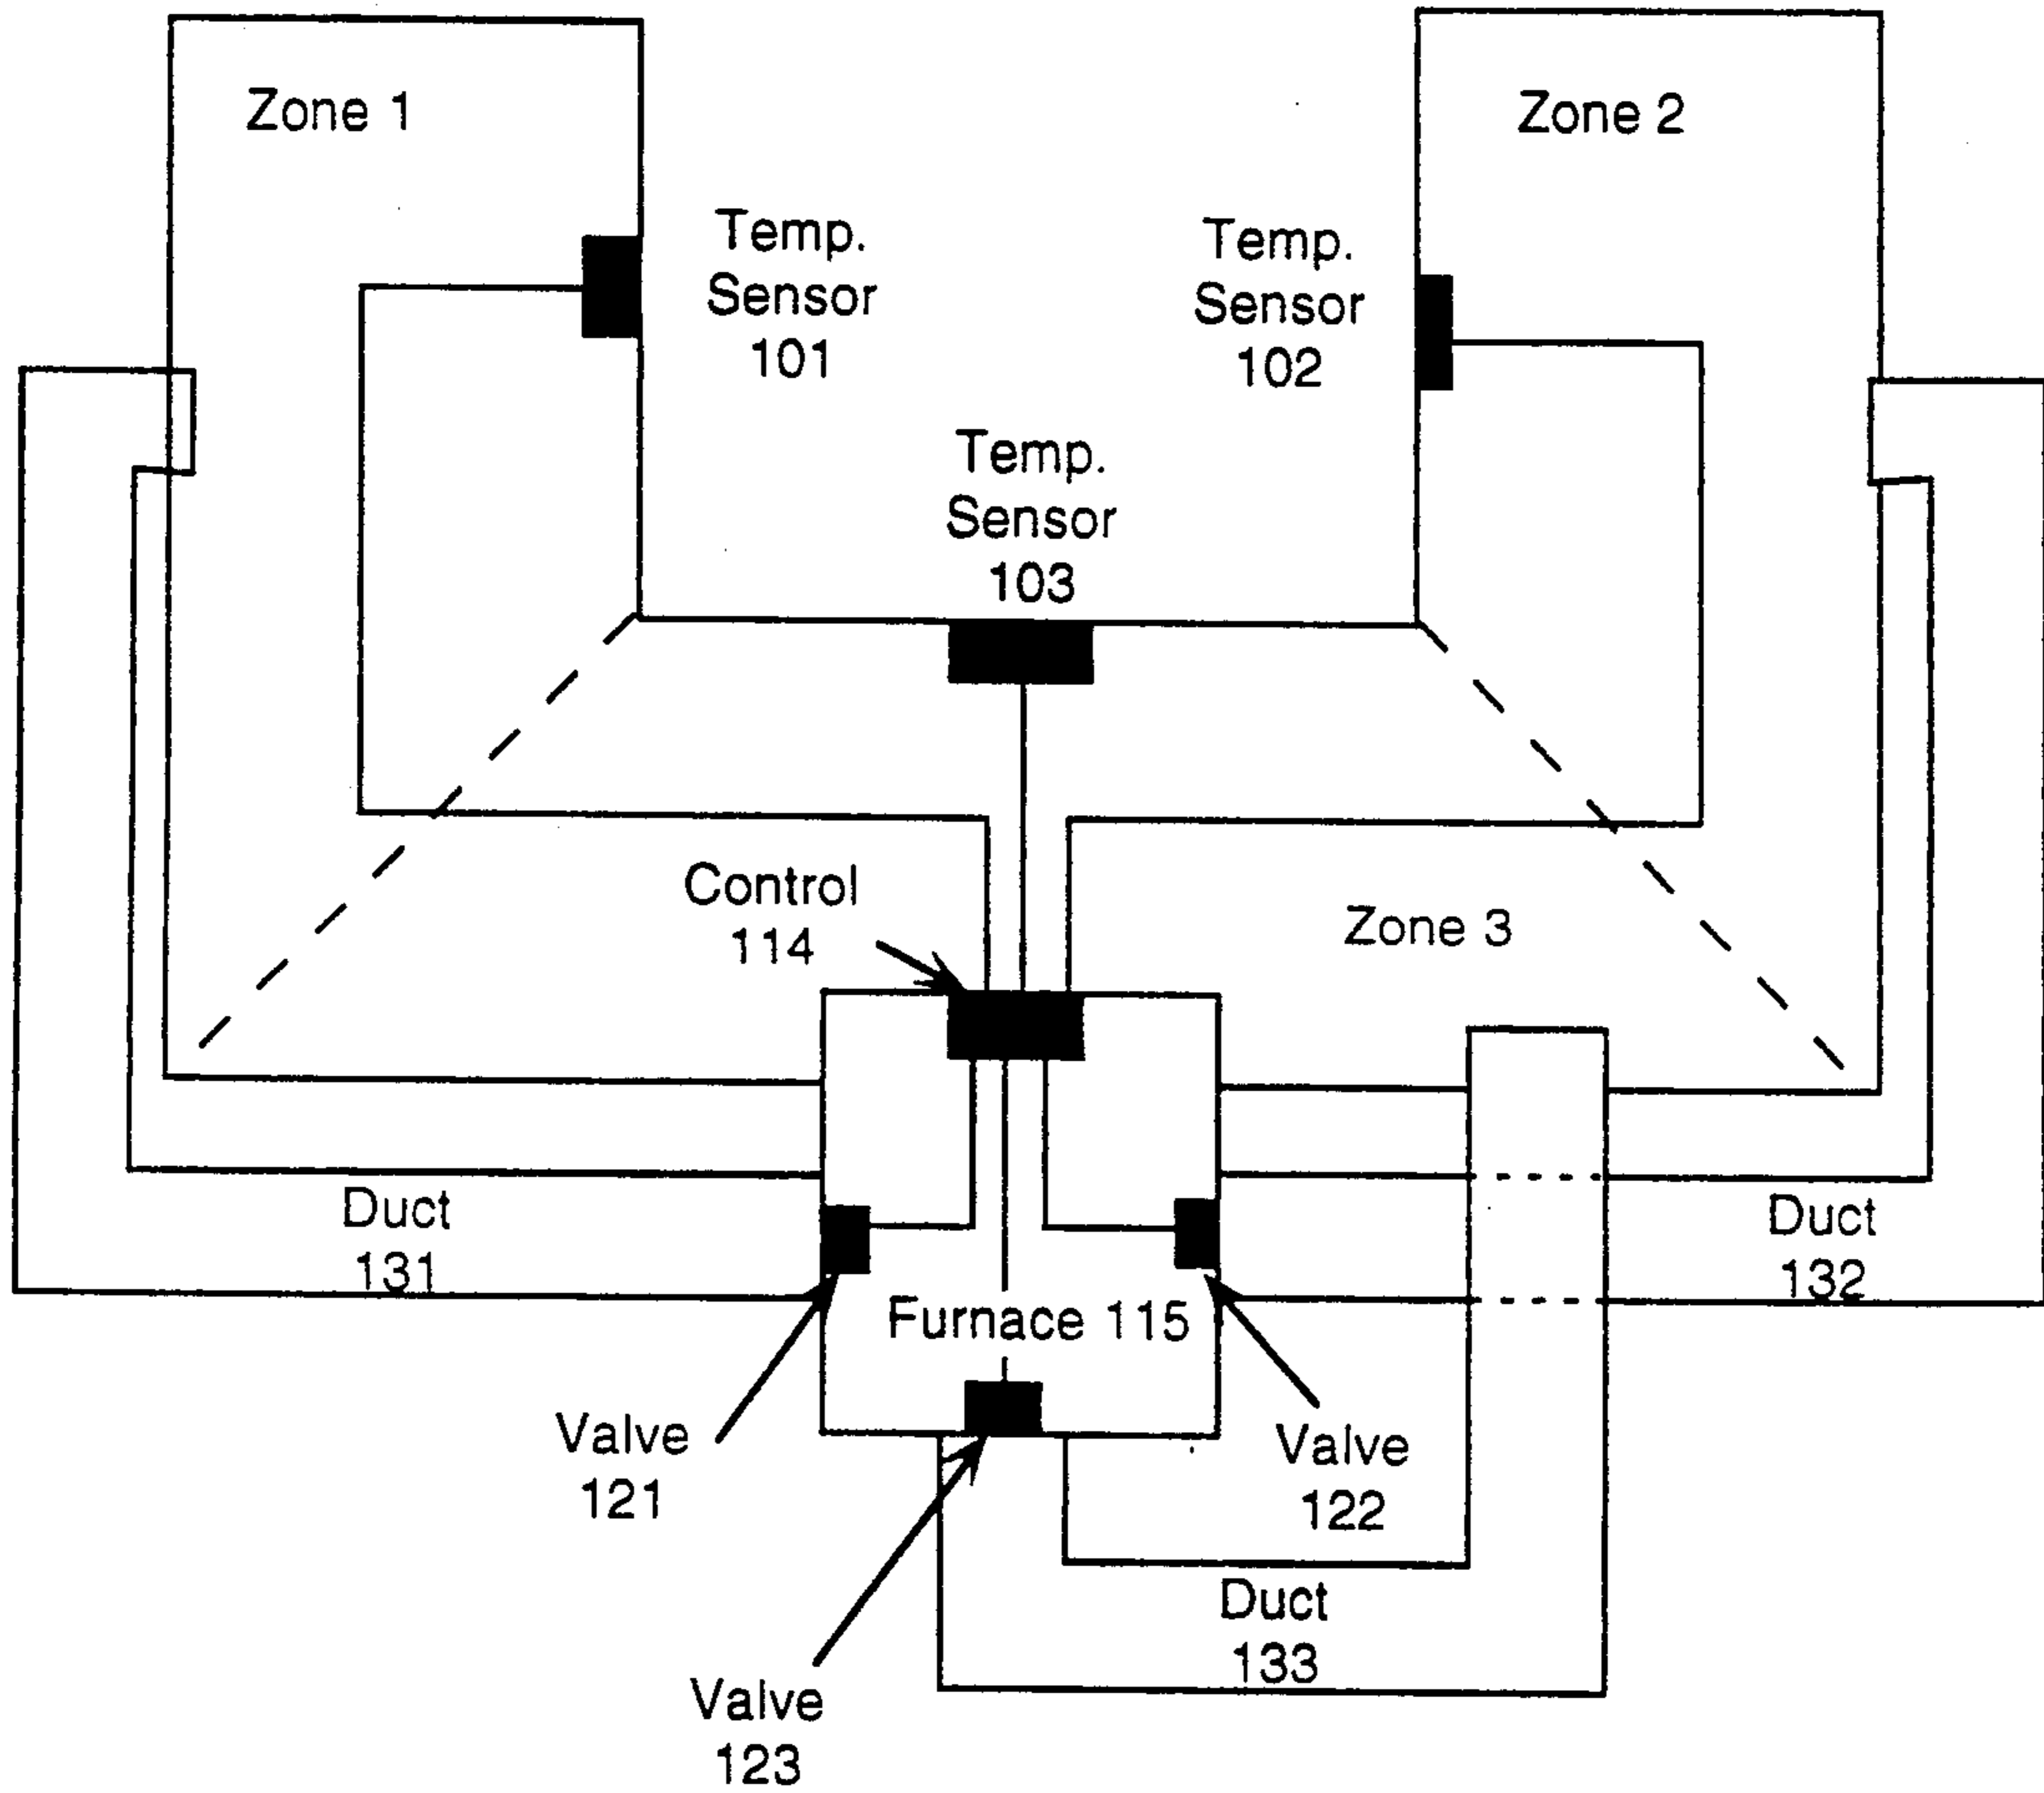 Zone 1
Zone 2
Temp.
Sensor
101
Temp.
Sensor
102
Temp.
Sensor
103
Control
114
Zone 3
Duct
131
Duct
132
Furnace 115
Valve
121
Valve
122
Duct
133
Valve
123